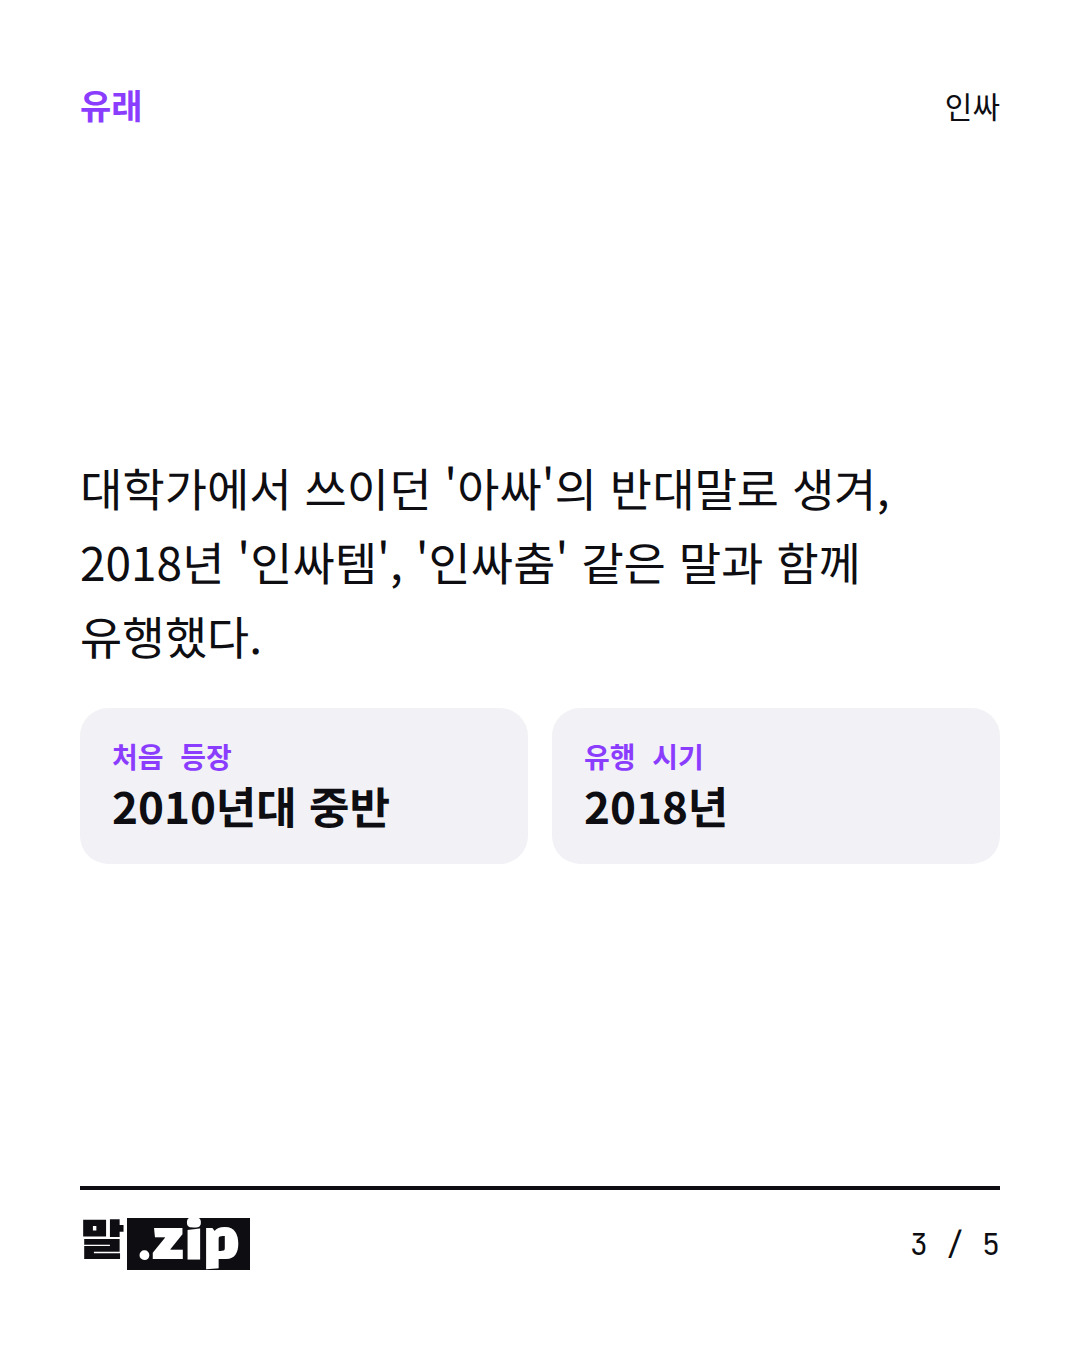 유래
인싸
대학가에서 쓰이던 '아싸'의 반대말로 생겨,
2018년 '인싸템', '인싸춤' 같은 말과 함께
유행했다.
처음 등장
2010년대 중반
유행 시기
2018년
말.zip
3 / 5